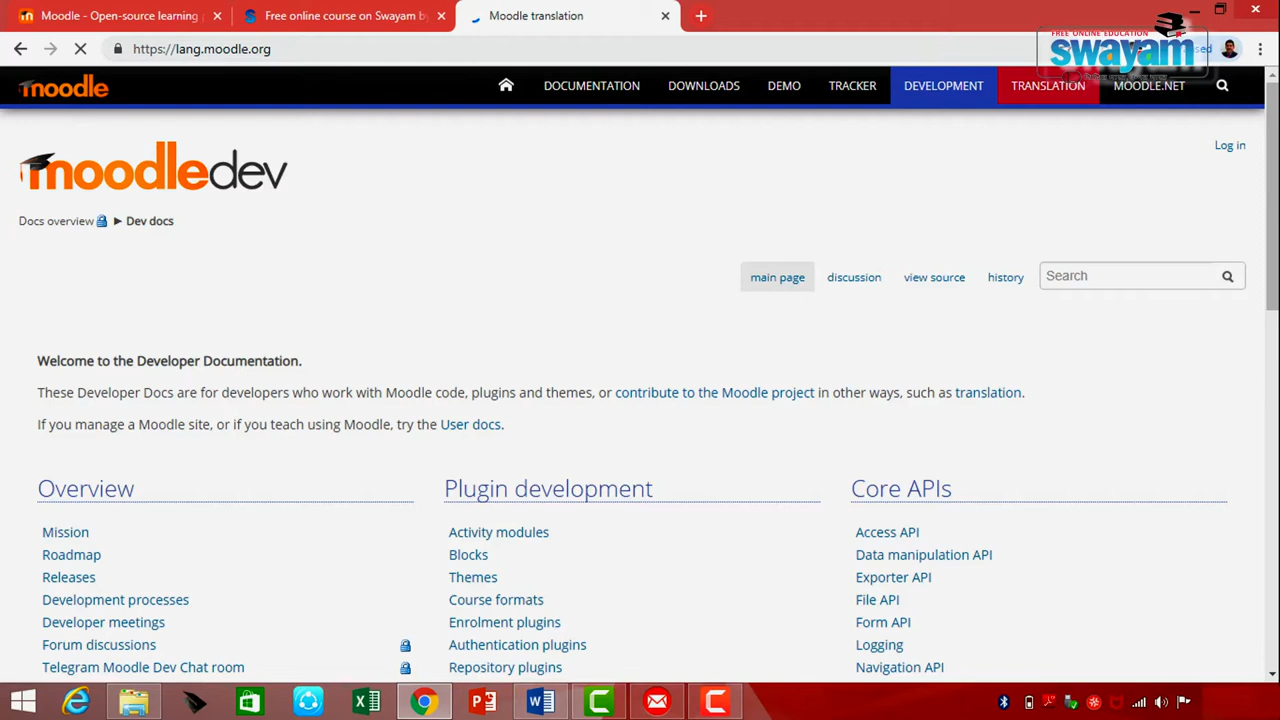 Moodle - Open-source learning
Free online course on Swayam by
Moodle translation
https://lang.moodle.org
FREE ONLINE EDUCATION
swayam
moodle
DOCUMENTATION
DOWNLOADS
DEMO
TRACKER
DEVELOPMENT
TRANSLATION
MOODLE.NET
Log in
moodledev
Docs overview ► Dev docs
main page
discussion
view source
history
Search
Welcome to the Developer Documentation.
These Developer Docs are for developers who work with Moodle code, plugins and themes, or contribute to the Moodle project in other ways, such as translation.
If you manage a Moodle site, or if you teach using Moodle, try the User docs.
Overview
Mission
Roadmap
Releases
Development processes
Developer meetings
Forum discussions
Telegram Moodle Dev Chat room
Plugin development
Activity modules
Blocks
Themes
Course formats
Enrolment plugins
Authentication plugins
Repository plugins
Core APIs
Access API
Data manipulation API
Exporter API
File API
Form API
Logging
Navigation API